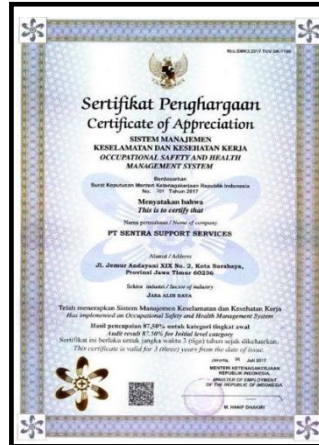 Sertifikat Penghargaan
Certificate of Appreciation
SISTEM MANAJEMEN
KESELAMATAN DAN KESEHATAN KERJA
OCCUPATIONAL SAFETY AND HEALTH
MANAGEMENT SYSTEM
Berdasarkan
Surat Keputusan Menteri Ketenagakerjaan Republik Indonesia
No. Tahun 2017
Menyatakan bahwa
This is to certify that
Nama perusahaan / Name of company
PT SENTRA SUPPORT SERVICES
Alamat / Address
Jl. Jemur Andayani XIX No. 2, Kota Surabaya,
Provinsi Jawa Timur 60236
Sektor industri / Sector of industry
JASA ALIH DAYA
Telah menerapkan Sistem Manajemen Keselamatan dan Kesehatan Kerja
Has implemented an Occupational Safety and Health Management System
Hasil pencapaian 87,50% untuk kategori tingkat awal
Audit result 87,50% for Initial level category
Sertifikat ini berlaku untuk jangka waktu 3 (tiga) tahun sejak dikeluarkan.
This certificate is valid for 3 (three) years from the date of issue.
Jakarta, Juli 2017
MENTERI KETENAGAKERJAAN
REPUBLIK INDONESIA,
MINISTER OF EMPLOYMENT
OF THE REPUBLIC OF INDONESIA
M. HANIF DHAKIRI